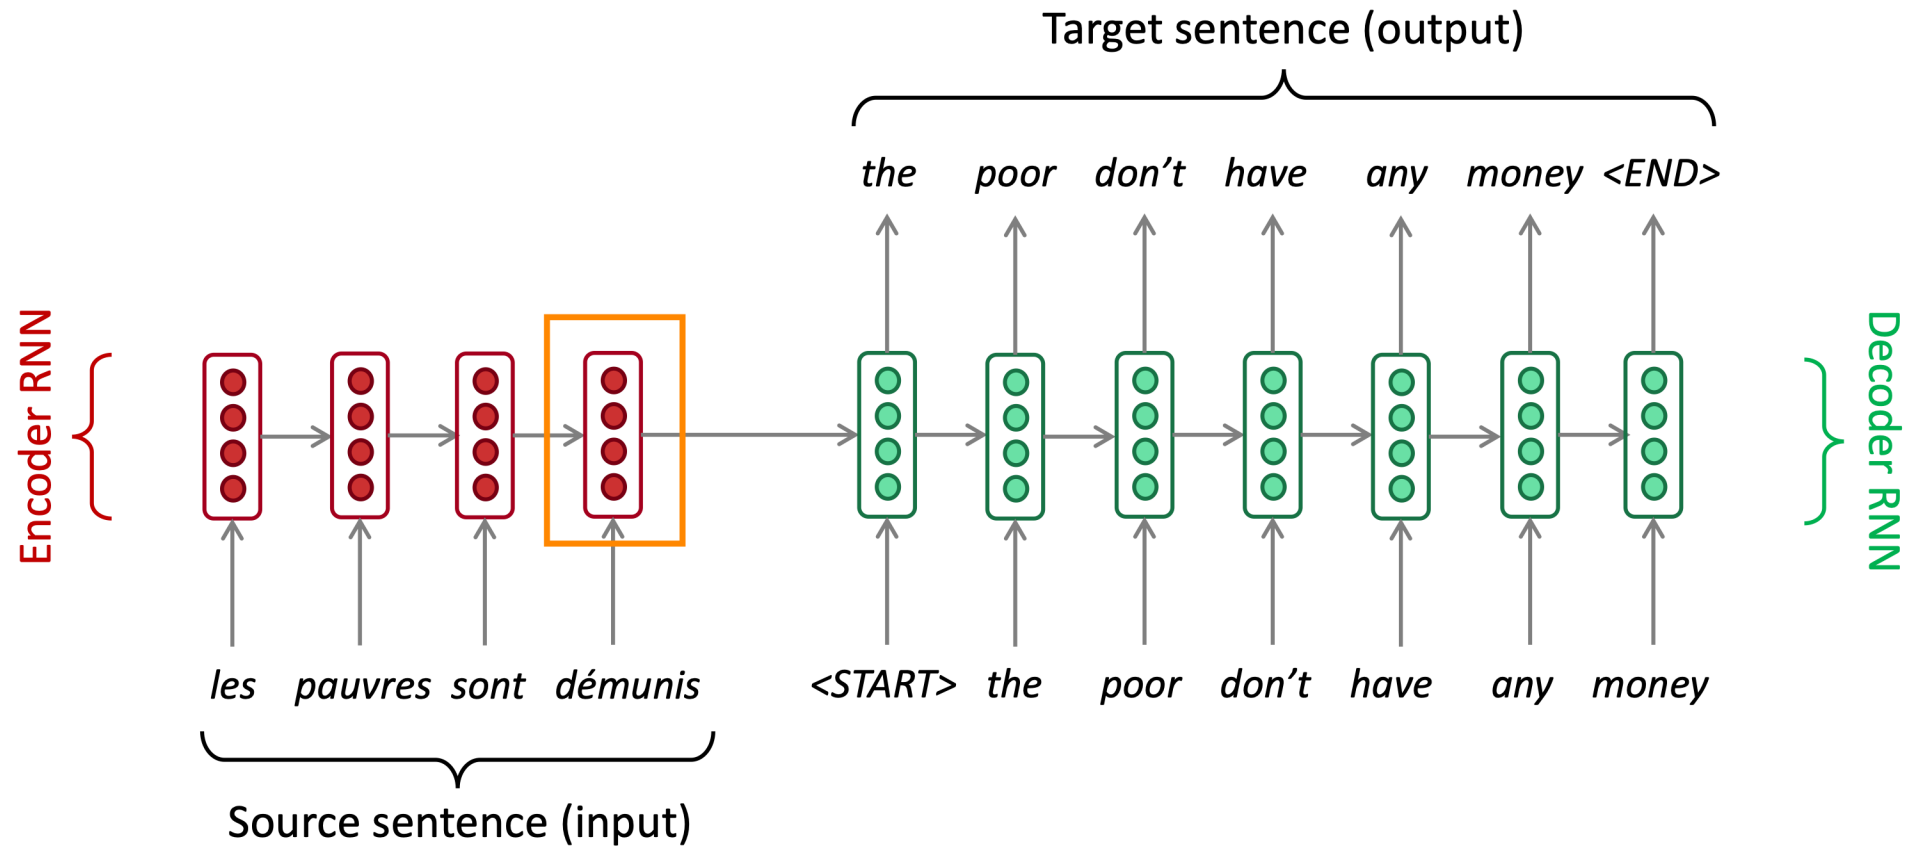 Target sentence (output)
the poor don't have any money <END>
Encoder RNN
Decoder RNN
les pauvres sont démunis <START> the poor don't have any money
Source sentence (input)